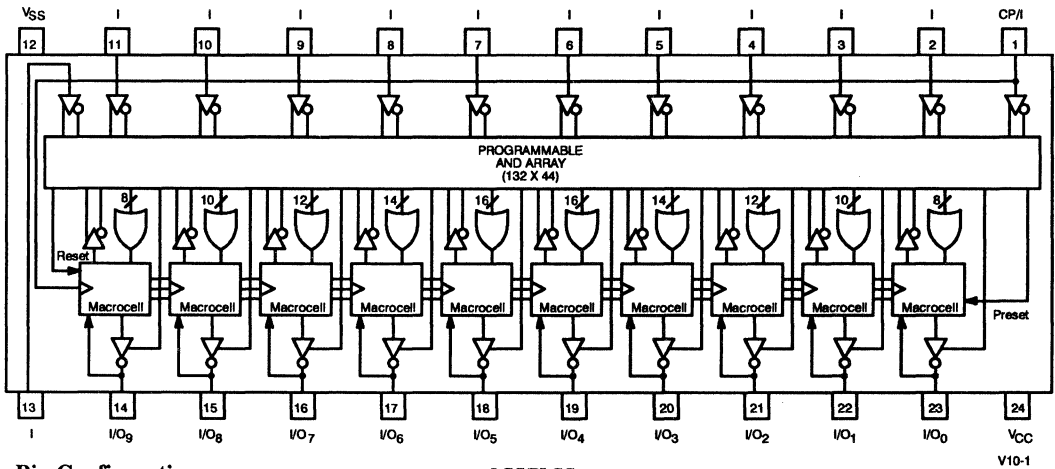 VSS I I I I I I I I I I CP/I
12 11 10 9 8 7 6 5 4 3 2 1
PROGRAMMABLE
AND ARRAY
(132 X 44)
8 10 12 14 16 16 14 12 10 8
Reset
Macrocell Macrocell Macrocell Macrocell Macrocell Macrocell Macrocell Macrocell Macrocell Macrocell
Preset
13 14 15 16 17 18 19 20 21 22 23 24
I I/O9 I/O8 I/O7 I/O6 I/O5 I/O4 I/O3 I/O2 I/O1 I/O0 VCC
V10-1